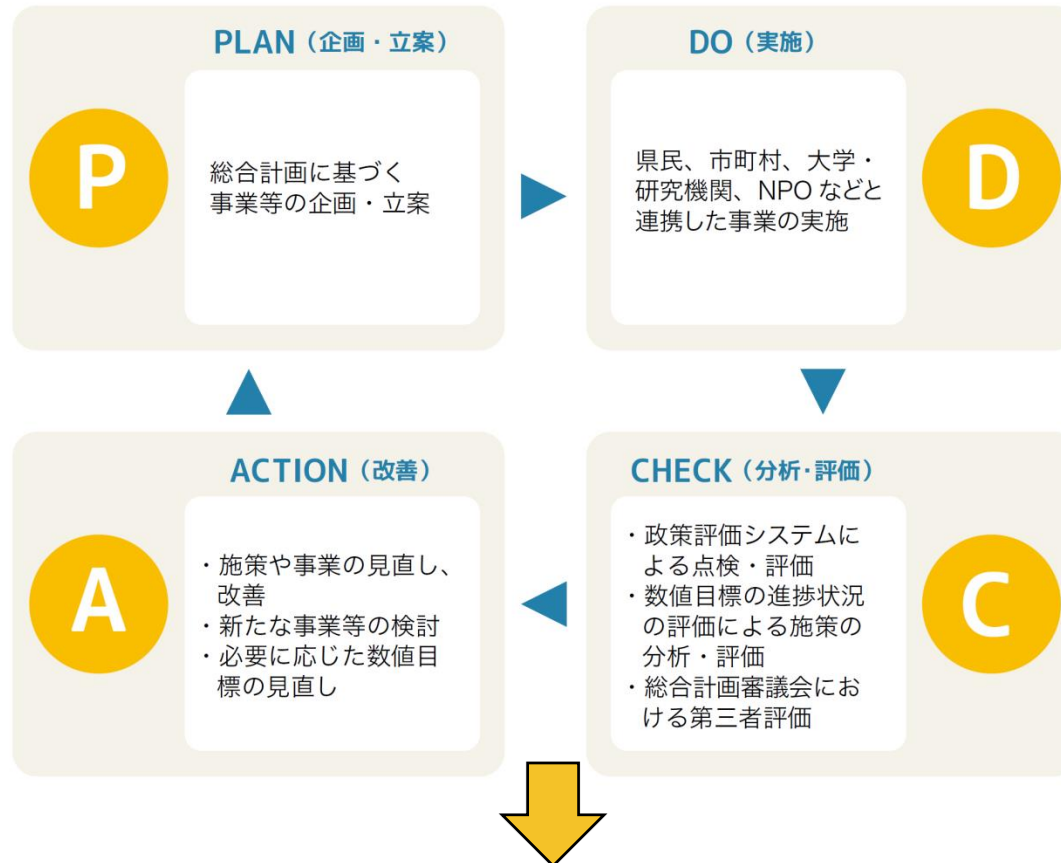 PLAN（企画・立案）
P
総合計画に基づく
事業等の企画・立案
DO（実施）
県民、市町村、大学・
研究機関、NPO などと
連携した事業の実施
D
ACTION（改善）
A
・施策や事業の見直し、
改善
・新たな事業等の検討
・必要に応じた数値目
標の見直し
CHECK（分析・評価）
・政策評価システムに
よる点検・評価
・数値目標の進捗状況
の評価による施策の
分析・評価
・総合計画審議会にお
ける第三者評価
C